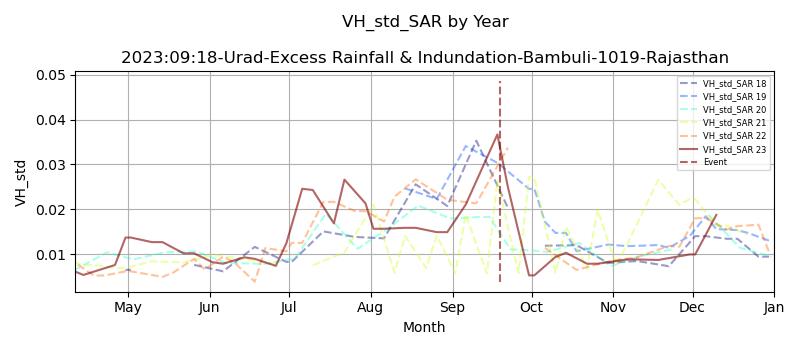 VH_std_SAR by Year
2023:09:18-Urad-Excess Rainfall & Indundation-Bambuli-1019-Rajasthan
0.05
0.04
0.03
0.02
0.01
VH_std
VH_std_SAR 18
VH_std_SAR 19
VH_std_SAR 20
VH_std_SAR 21
VH_std_SAR 22
VH_std_SAR 23
Event
May Jun Jul Aug Sep Oct Nov Dec Jan
Month